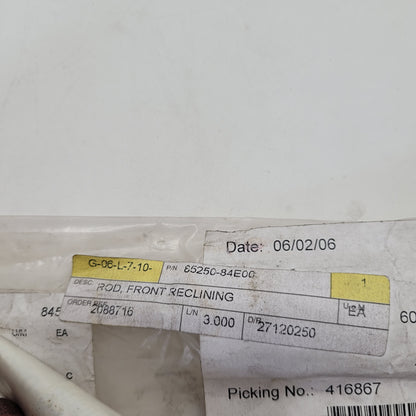 Date: 06/02/06
G-06-L-7-10- P/N 85250-84E00 1
DESC. ROD, FRONT RECLINING
ORDER REF. 2088716 L/N 3.000 D/R 27120250 EA
845
60
EA
C
Picking No.: 416867